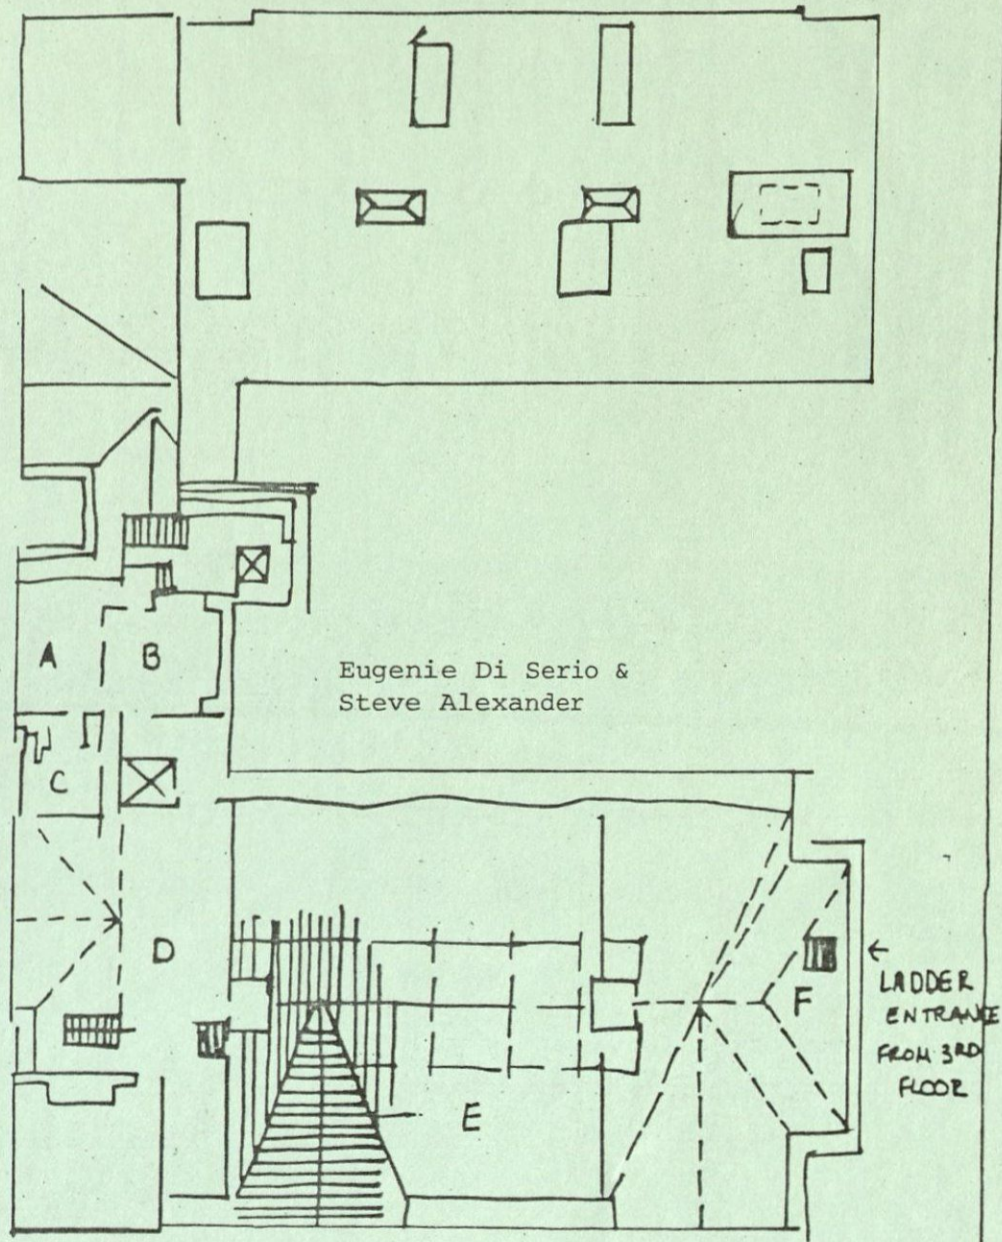 A
B
Eugenie Di Serio &
Steve Alexander
C
D
F
←
LADDER
ENTRANCE
FROM 3RD
FLOOR
E